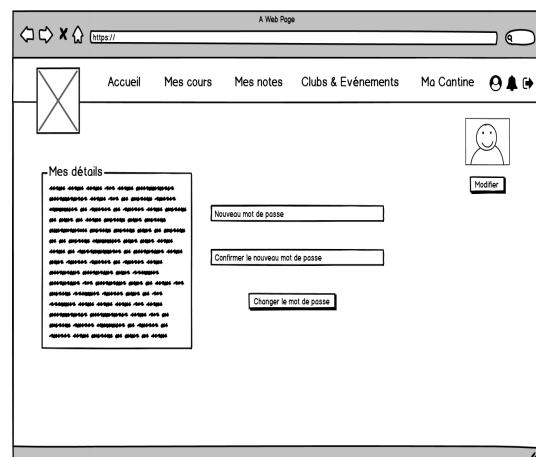 A Web Page
https://
Accueil Mes cours Mes notes Clubs & Evénements Ma Cantine
Modifier
Mes détails
Nouveau mot de passe
Confirmer le nouveau mot de passe
Changer le mot de passe